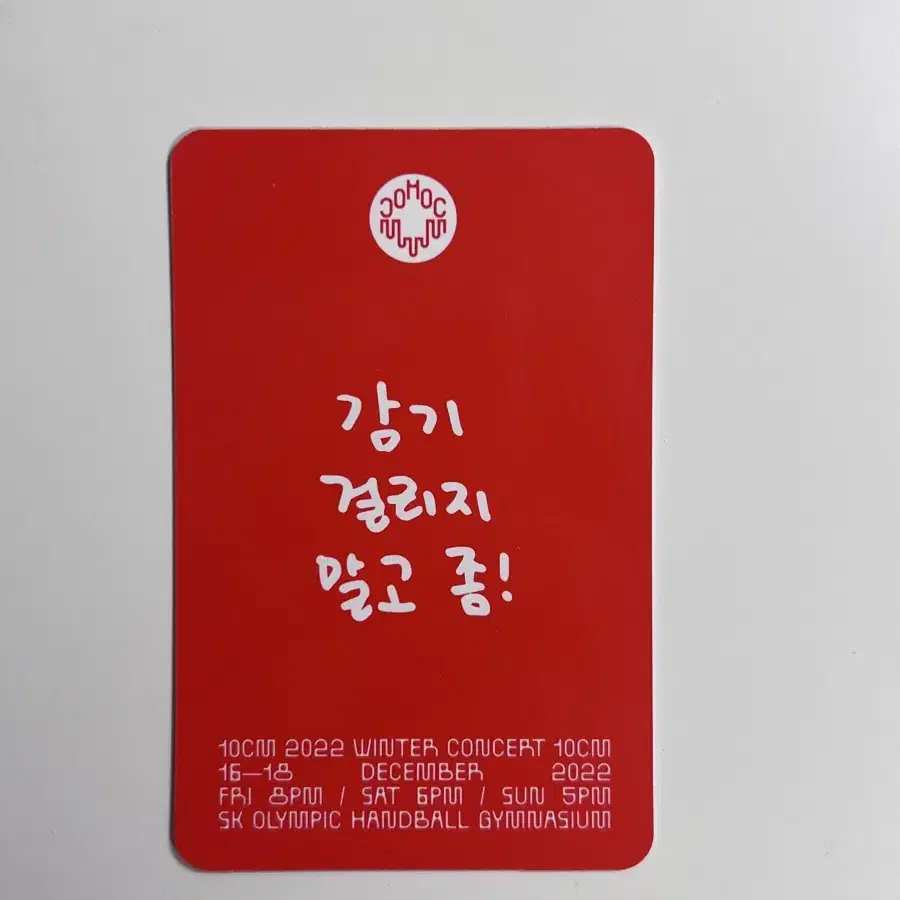 감기
걸리지
말고 좀!
10CM 2022 WINTER CONCERT 10CM
16—18 DECEMBER 2022
FRI 8PM / SAT 6PM / SUN 5PM
SK OLYMPIC HANDBALL GYMNASIUM